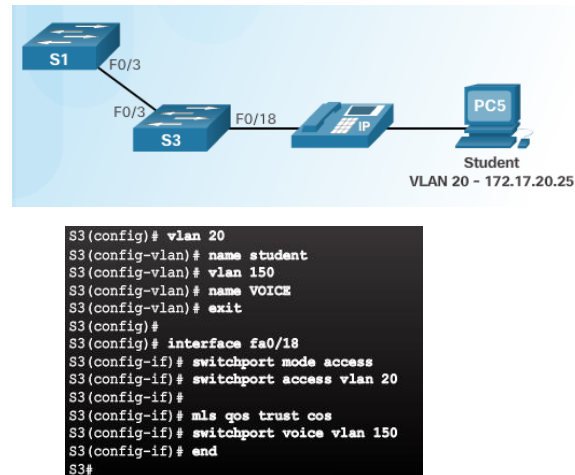 S1
F0/3
F0/3
S3
F0/18
IP
PC5
Student
VLAN 20 - 172.17.20.25
S3(config)# vlan 20
S3(config-vlan)# name student
S3(config-vlan)# vlan 150
S3(config-vlan)# name VOICE
S3(config-vlan)# exit
S3(config)#
S3(config)# interface fa0/18
S3(config-if)# switchport mode access
S3(config-if)# switchport access vlan 20
S3(config-if)#
S3(config-if)# mls qos trust cos
S3(config-if)# switchport voice vlan 150
S3(config-if)# end
S3#